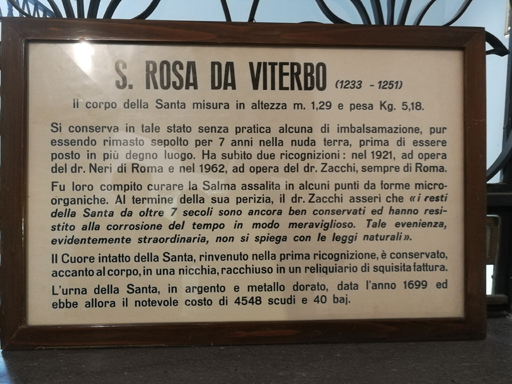 S. ROSA DA VITERBO (1233 - 1251)
Il corpo della Santa misura in altezza m. 1,29 e pesa Kg. 5,18.
Si conserva in tale stato senza pratica alcuna di imbalsamazione, pur
essendo rimasto sepolto per 7 anni nella nuda terra, prima di essere
posto in più degno luogo. Ha subito due ricognizioni: nel 1921, ad opera
del dr. Neri di Roma e nel 1962, ad opera del dr. Zacchi, sempre di Roma.
Fu loro compito curare la Salma assalita in alcuni punti da forme micro-
organiche. Al termine della sua perizia, il dr. Zacchi asserì che « i resti
della Santa da oltre 7 secoli sono ancora ben conservati ed hanno resi-
stito alla corrosione del tempo in modo meraviglioso. Tale evenienza,
evidentemente straordinaria, non si spiega con le leggi naturali ».
Il Cuore intatto della Santa, rinvenuto nella prima ricognizione, è conservato,
accanto al corpo, in una nicchia, racchiuso in un reliquiario di squisita fattura.
L'urna della Santa, in argento e metallo dorato, data l'anno 1699 ed
ebbe allora il notevole costo di 4548 scudi e 40 baj.